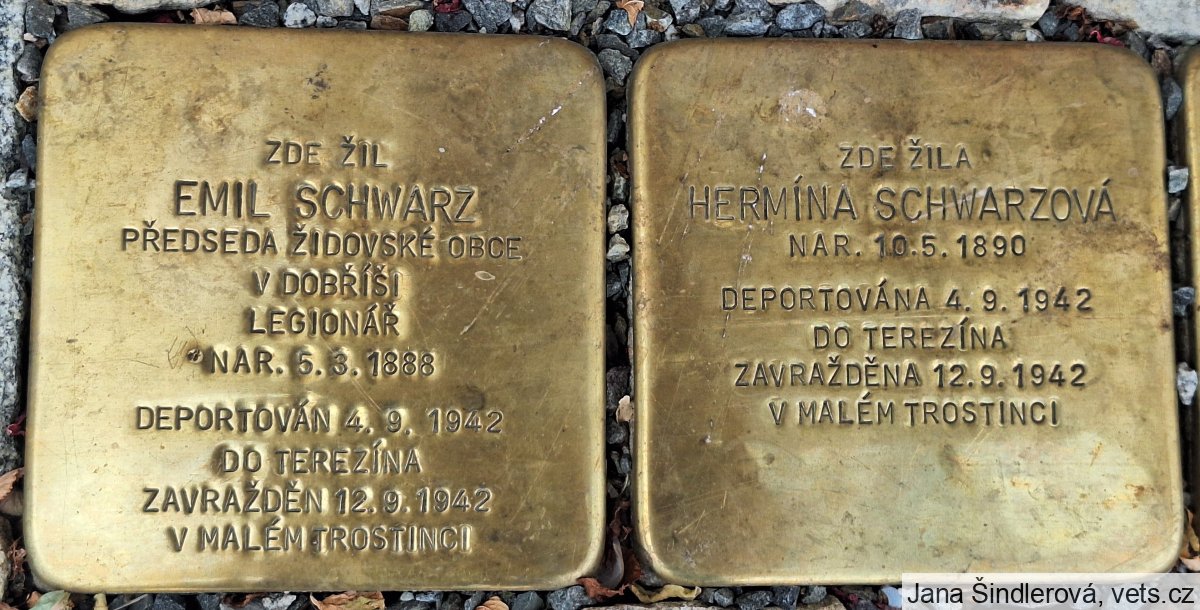 ZDE ŽIL
EMIL SCHWARZ
PŘEDSEDA ŽIDOVSKÉ OBCE
V DOBŘÍŠI
LEGIONÁŘ
NAR. 5.3.1888
DEPORTOVÁN 4.9.1942
DO TEREZÍNA
ZAVRAŽDĚN 12.9.1942
V MALÉM TROSTINCI
ZDE ŽILA
HERMÍNA SCHWARZOVÁ
NAR. 10.5.1890
DEPORTOVÁNA 4.9.1942
DO TEREZÍNA
ZAVRAŽDĚNA 12.9.1942
V MALÉM TROSTINCI
Jana Šindlerová, vets.cz